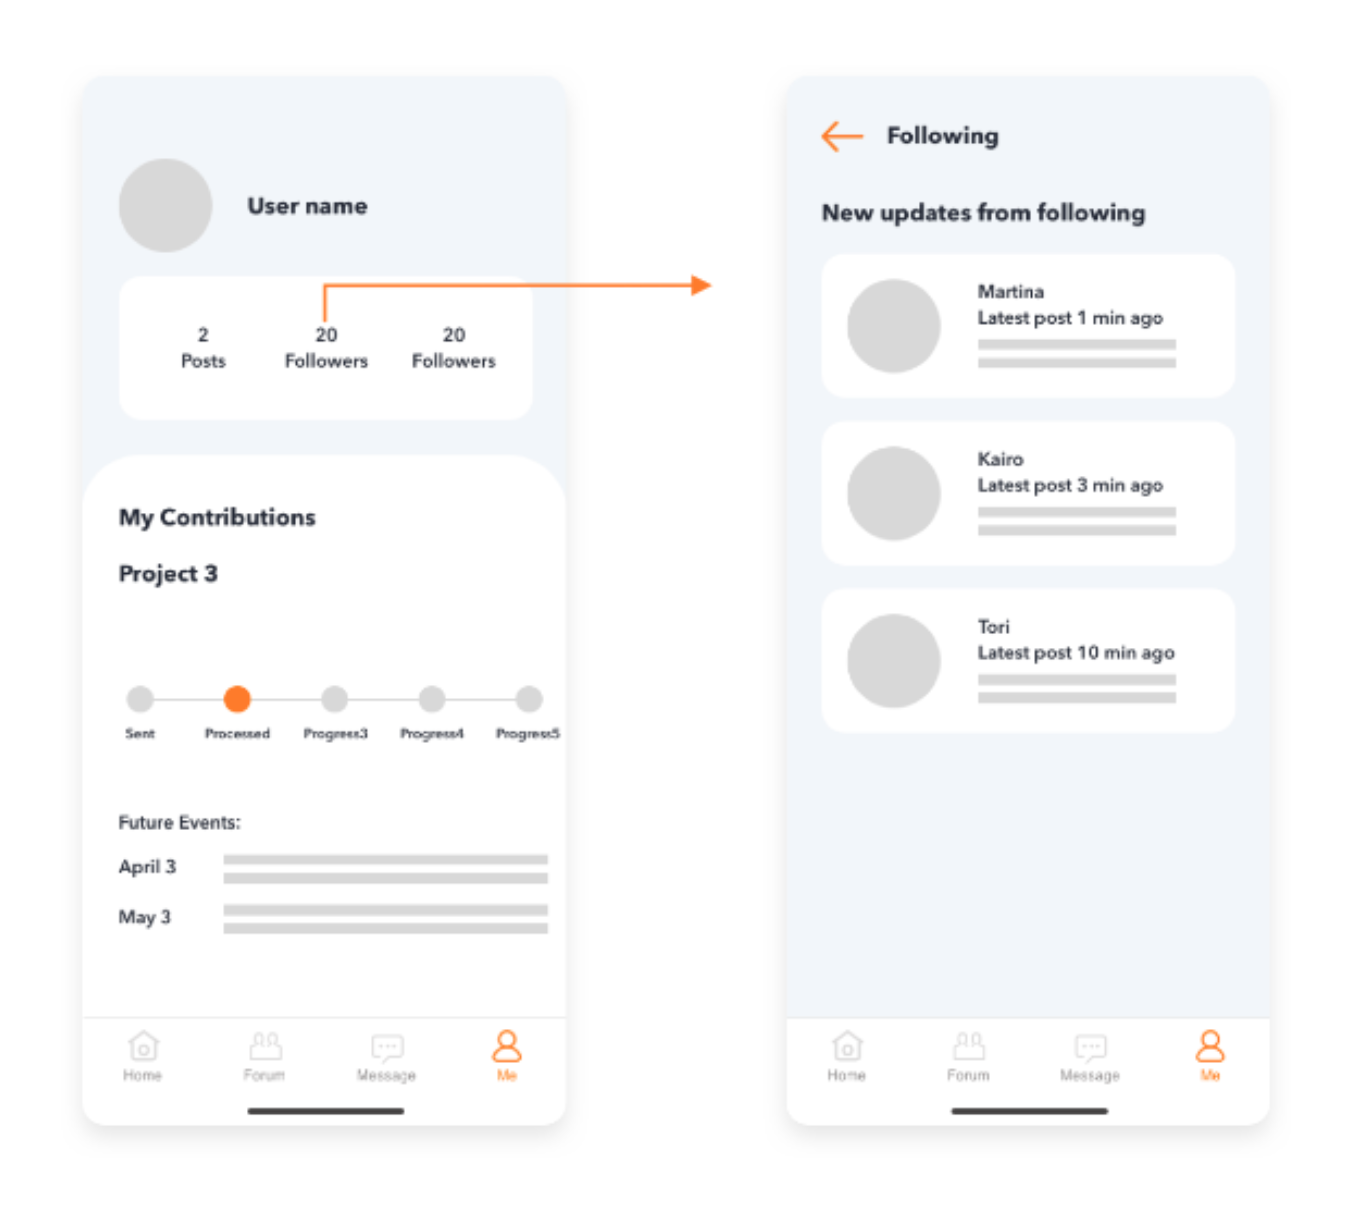 User name
2
Posts
20
Followers
20
Followers
My Contributions
Project 3
Sent
Processed
Progress3
Progress4
Progress5
Future Events:
April 3
May 3
Home
Forum
Message
Me
Following
New updates from following
Martina
Latest post 1 min ago
Kairo
Latest post 3 min ago
Tori
Latest post 10 min ago
Home
Forum
Message
Me